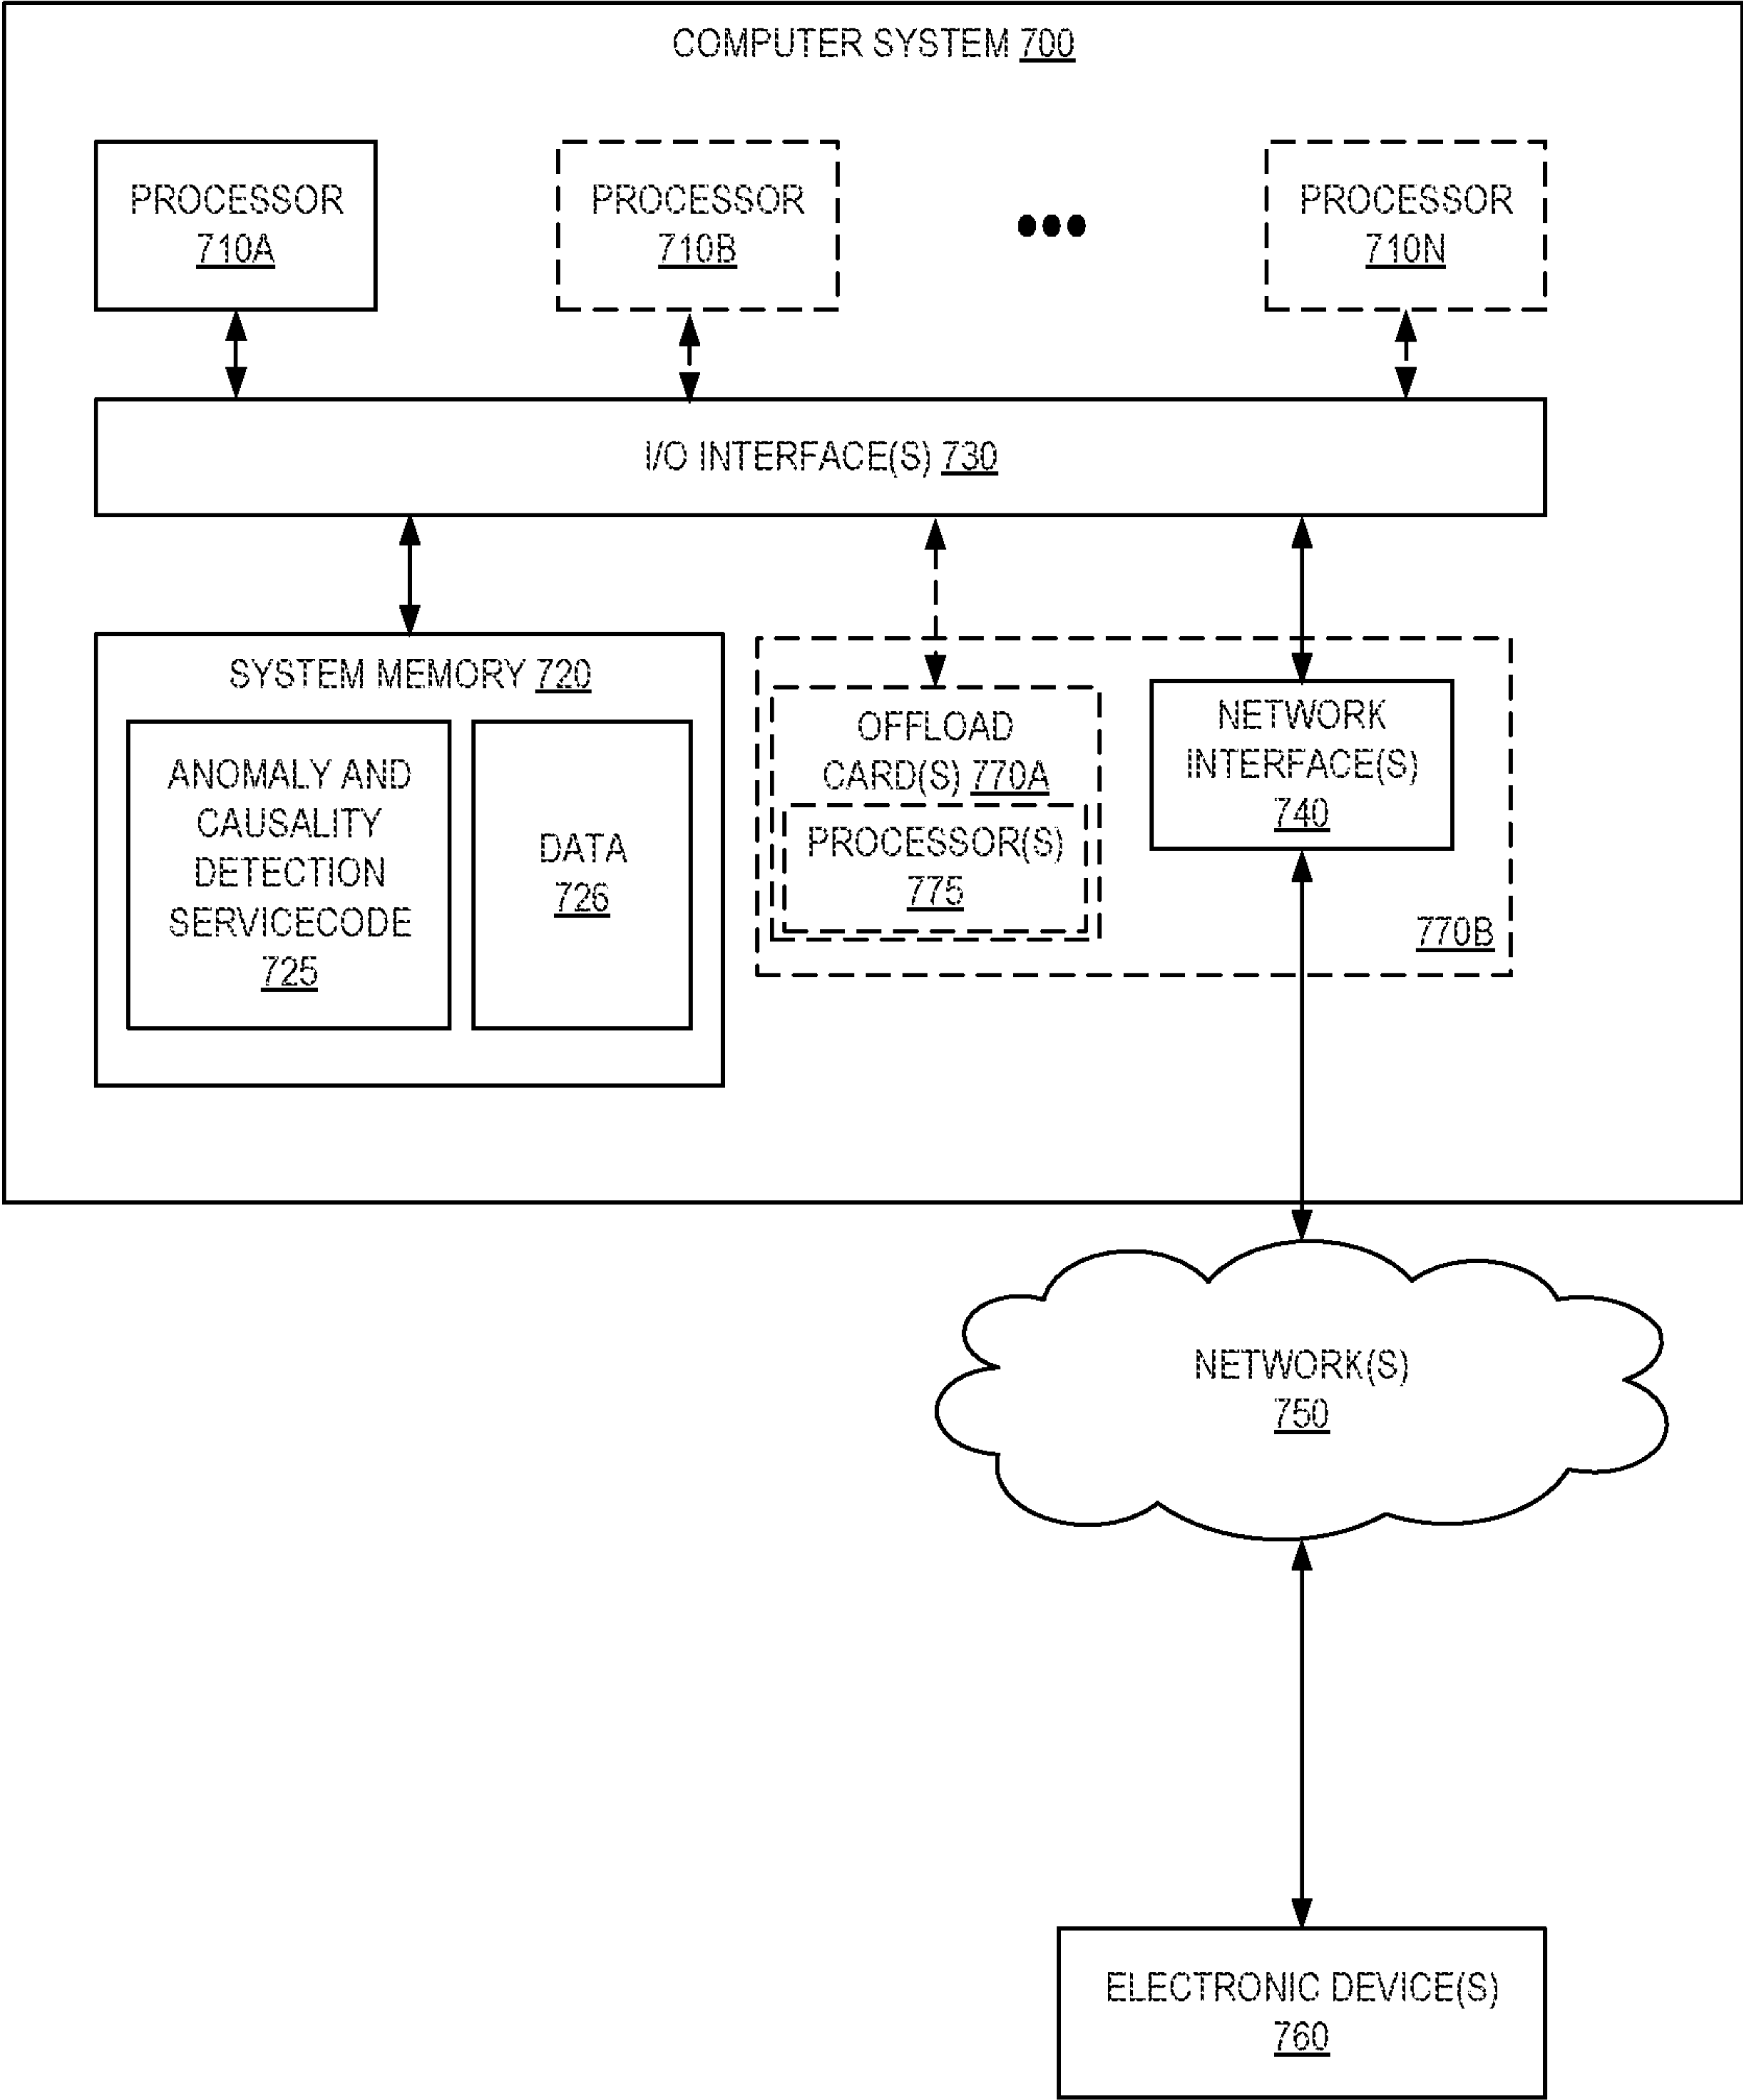 COMPUTER SYSTEM 700
PROCESSOR
710A
PROCESSOR
710B
PROCESSOR
710N
I/O INTERFACE(S) 730
SYSTEM MEMORY 720
ANOMALY AND
CAUSALITY
DETECTION
SERVICECODE
725
DATA
726
OFFLOAD
CARD(S) 770A
PROCESSOR(S)
775
NETWORK
INTERFACE(S)
740
770B
NETWORK(S)
750
ELECTRONIC DEVICE(S)
760